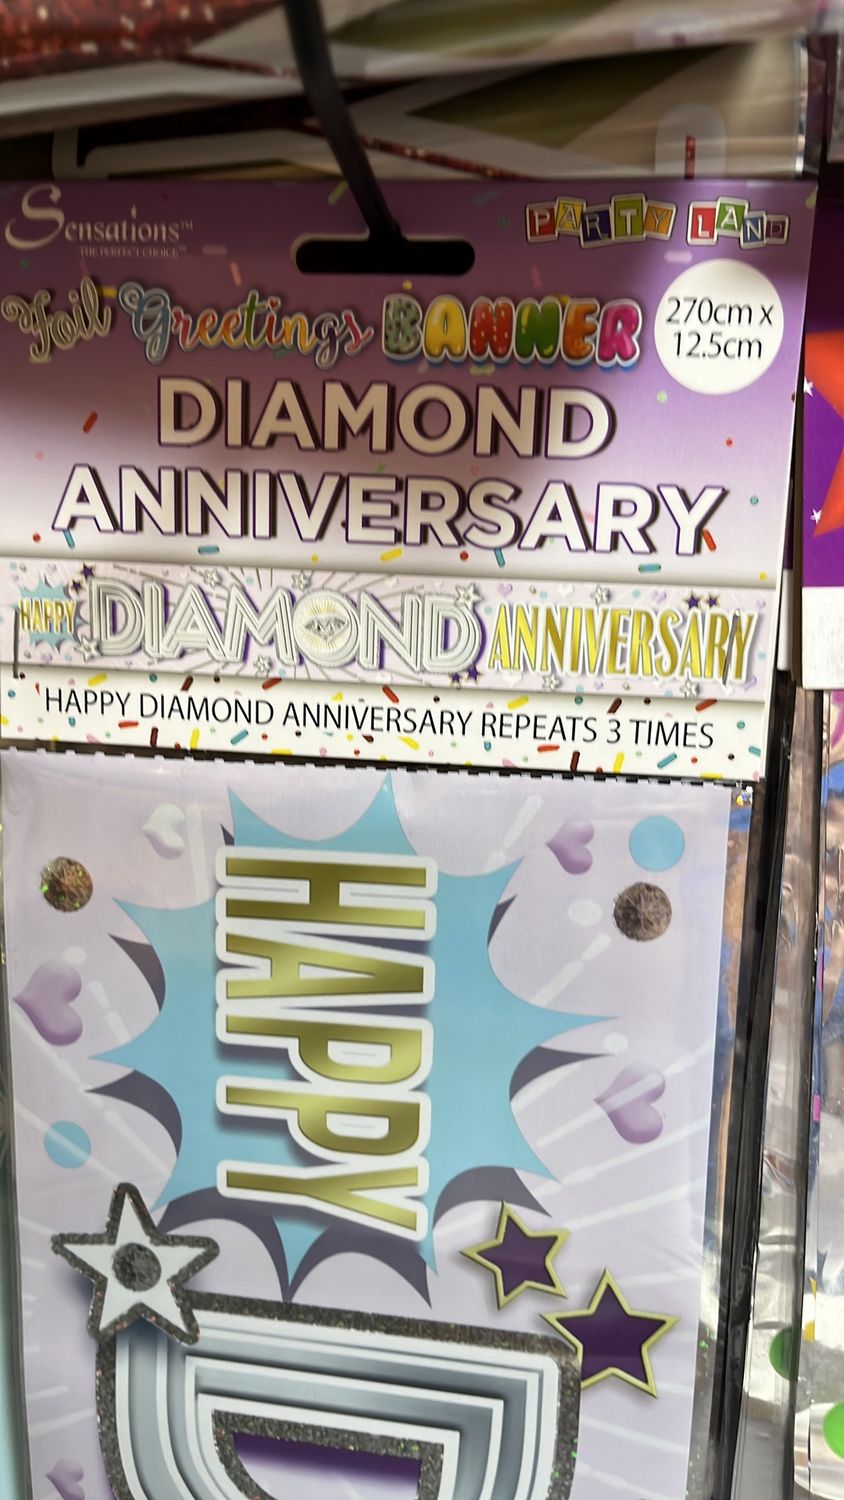 Sensations™
THE PERFECT CHOICE™
PARTY LAND
Foil Greetings BANNER
270cm x
12.5cm
DIAMOND
ANNIVERSARY
HAPPY DIAMOND ANNIVERSARY
HAPPY DIAMOND ANNIVERSARY REPEATS 3 TIMES
HAPPY
D